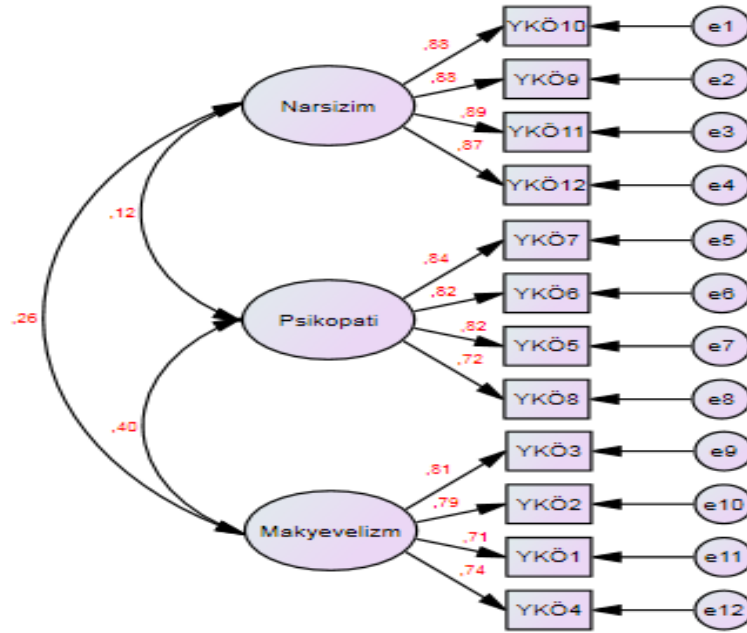 ,88 YKÖ10 e1
,88 YKÖ9 e2
Narsizim
,89 YKÖ11 e3
,87 YKÖ12 e4
,12
,84 YKÖ7 e5
,82 YKÖ6 e6
,26
Psikopati
,82 YKÖ5 e7
,72 YKÖ8 e8
,40
,81 YKÖ3 e9
,79 YKÖ2 e10
Makyevelizm
,71 YKÖ1 e11
,74 YKÖ4 e12